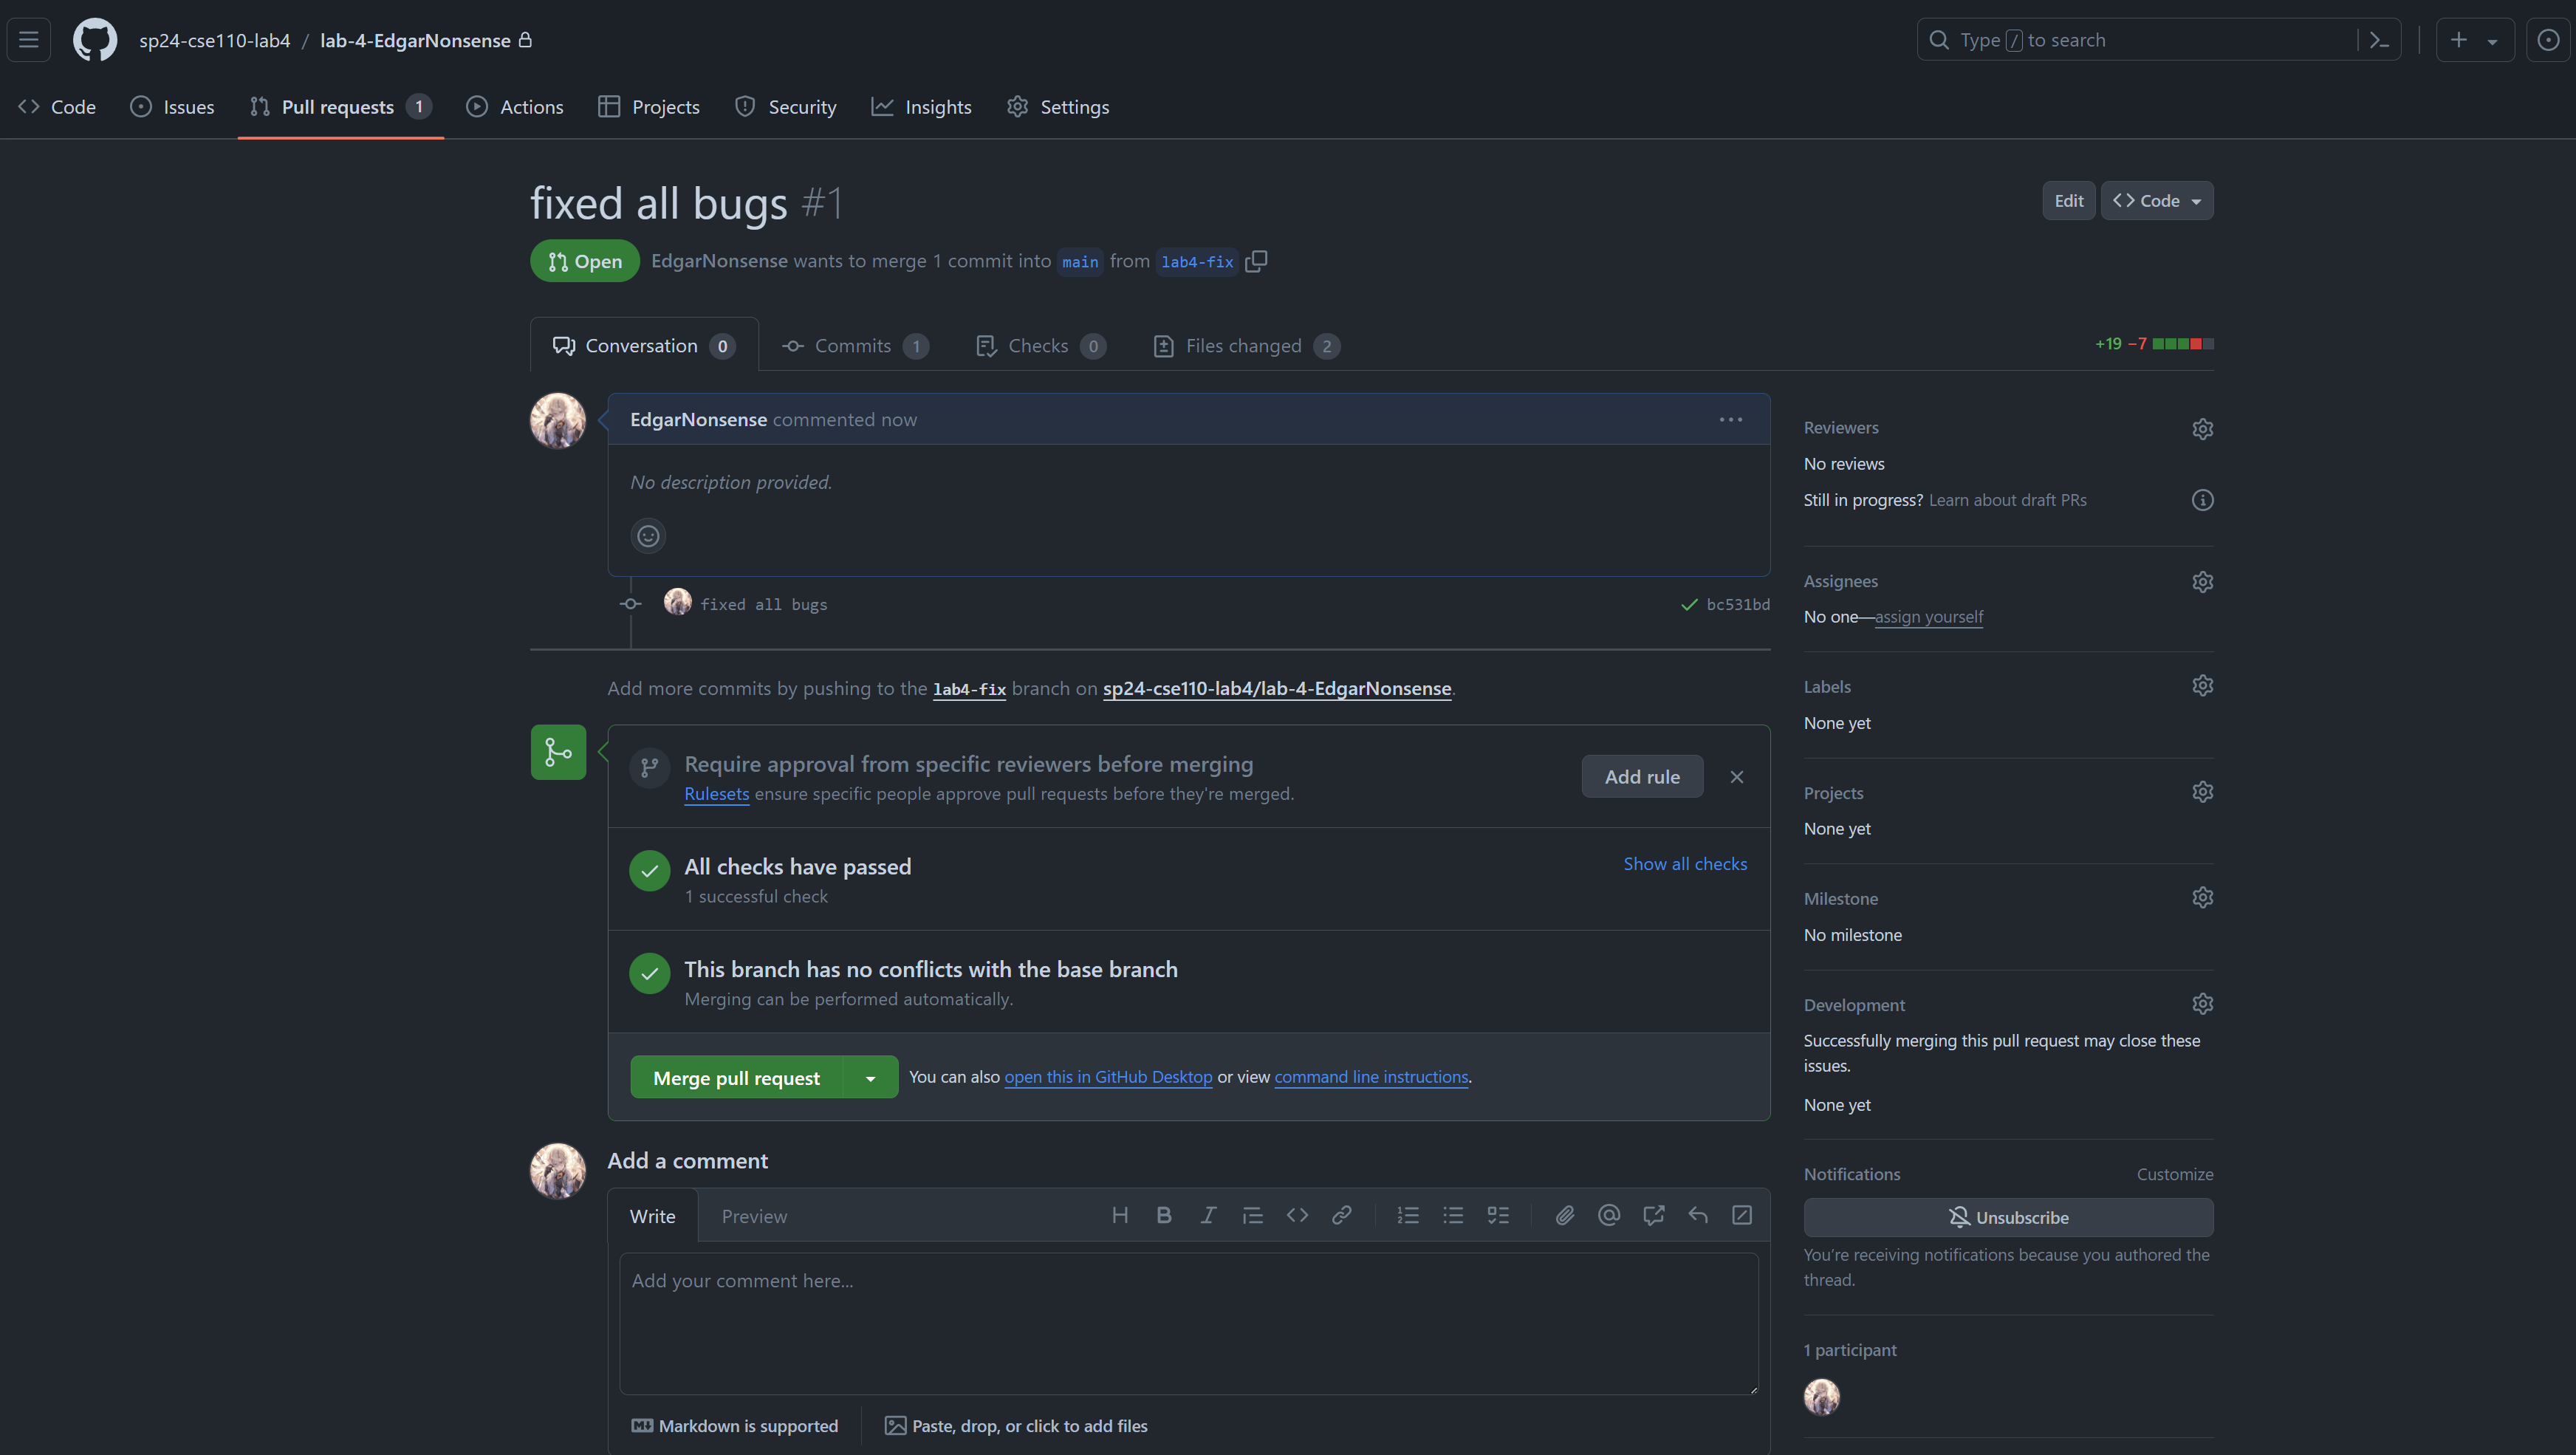 sp24-cse110-lab4 / lab-4-EdgarNonsense
Type / to search
Code Issues Pull requests 1 Actions Projects Security Insights Settings
fixed all bugs #1
Edit Code
Open EdgarNonsense wants to merge 1 commit into main from lab4-fix
Conversation 0 Commits 1 Checks 0 Files changed 2
+19 −7
EdgarNonsense commented now
No description provided.
fixed all bugs bc531bd
Add more commits by pushing to the lab4-fix branch on sp24-cse110-lab4/lab-4-EdgarNonsense.
Require approval from specific reviewers before merging
Rulesets ensure specific people approve pull requests before they're merged.
Add rule
All checks have passed
1 successful check
Show all checks
This branch has no conflicts with the base branch
Merging can be performed automatically.
Merge pull request You can also open this in GitHub Desktop or view command line instructions.
Add a comment
Write Preview
Add your comment here...
Markdown is supported Paste, drop, or click to add files
Reviewers
No reviews
Still in progress? Learn about draft PRs
Assignees
No one—assign yourself
Labels
None yet
Projects
None yet
Milestone
No milestone
Development
Successfully merging this pull request may close these
issues.
None yet
Notifications Customize
Unsubscribe
You're receiving notifications because you authored the
thread.
1 participant